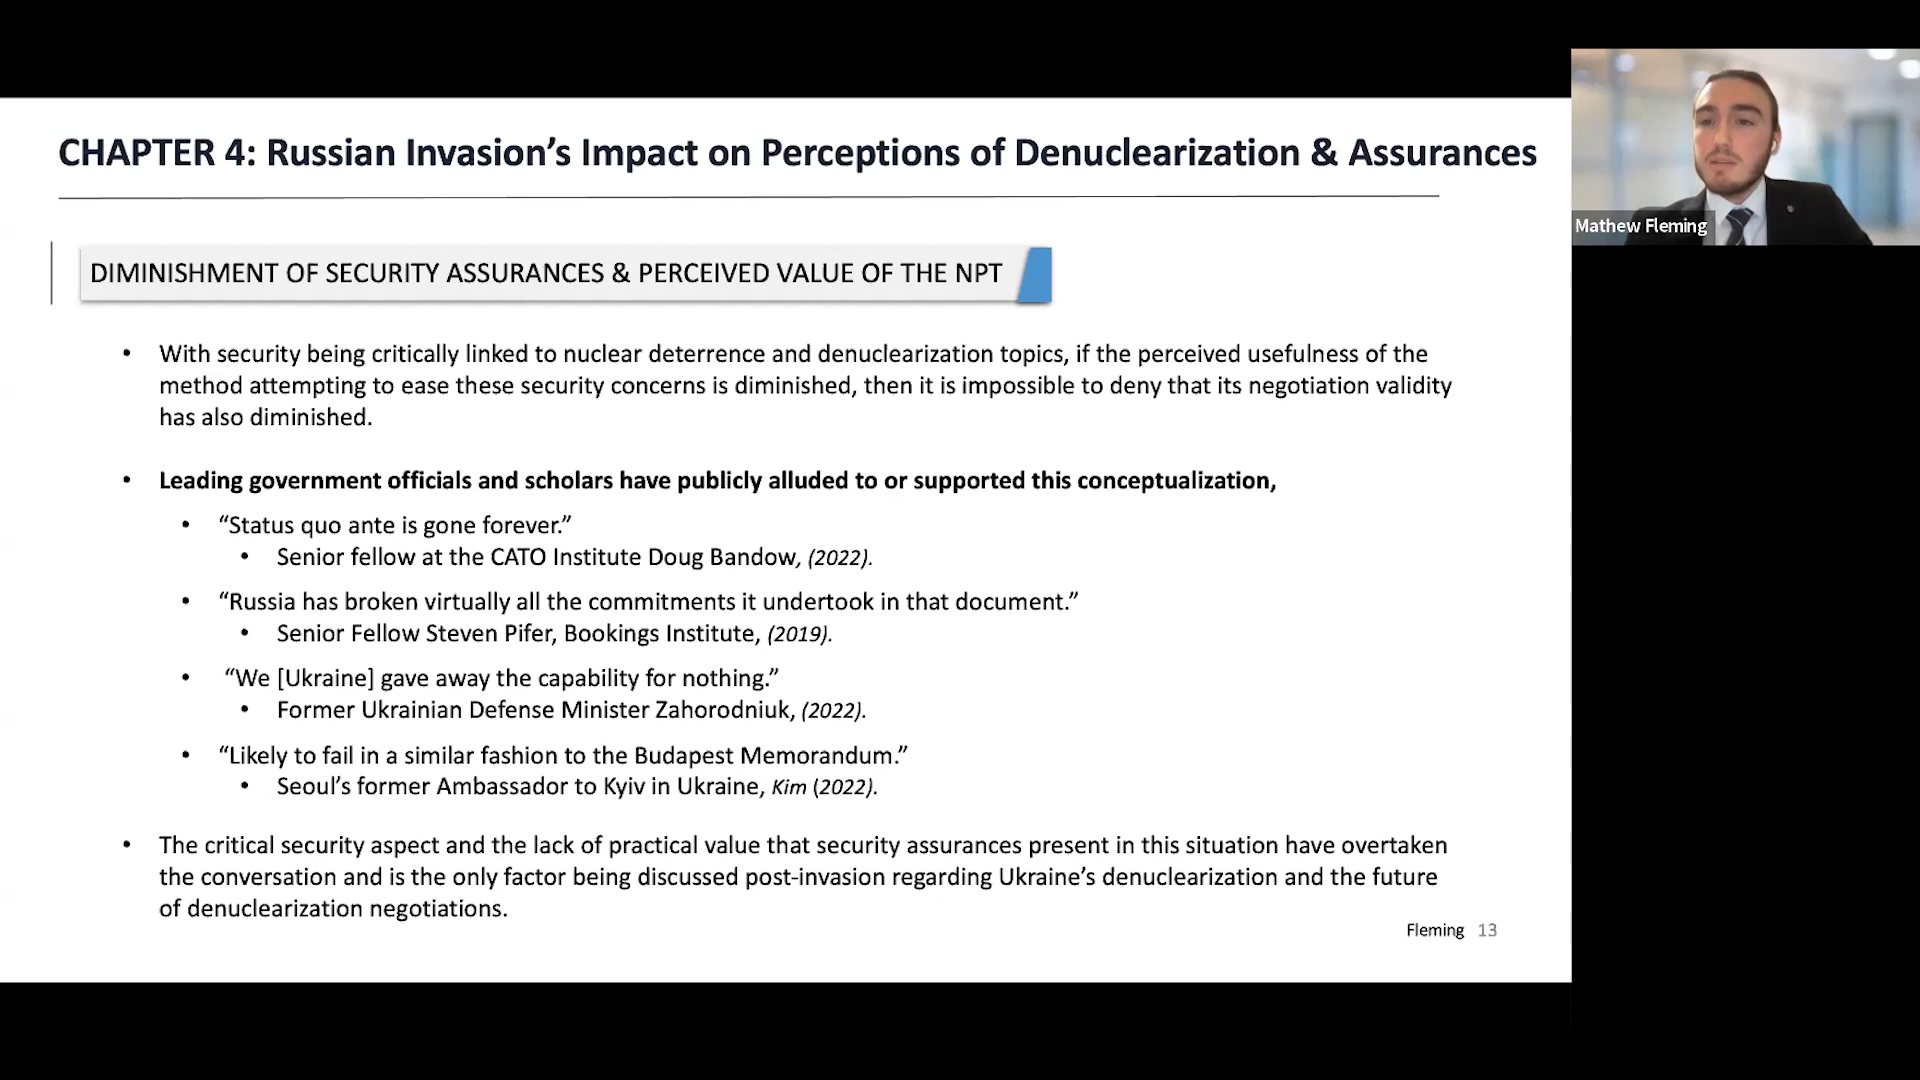 CHAPTER 4: Russian Invasion’s Impact on Perceptions of Denuclearization & Assurances
DIMINISHMENT OF SECURITY ASSURANCES & PERCEIVED VALUE OF THE NPT
• With security being critically linked to nuclear deterrence and denuclearization topics, if the perceived usefulness of the
method attempting to ease these security concerns is diminished, then it is impossible to deny that its negotiation validity
has also diminished.
• Leading government officials and scholars have publicly alluded to or supported this conceptualization,
• “Status quo ante is gone forever.”
• Senior fellow at the CATO Institute Doug Bandow, (2022).
• “Russia has broken virtually all the commitments it undertook in that document.”
• Senior Fellow Steven Pifer, Bookings Institute, (2019).
• “We [Ukraine] gave away the capability for nothing.”
• Former Ukrainian Defense Minister Zahorodniuk, (2022).
• “Likely to fail in a similar fashion to the Budapest Memorandum.”
• Seoul’s former Ambassador to Kyiv in Ukraine, Kim (2022).
• The critical security aspect and the lack of practical value that security assurances present in this situation have overtaken
the conversation and is the only factor being discussed post-invasion regarding Ukraine’s denuclearization and the future
of denuclearization negotiations.
Fleming 13
Mathew Fleming